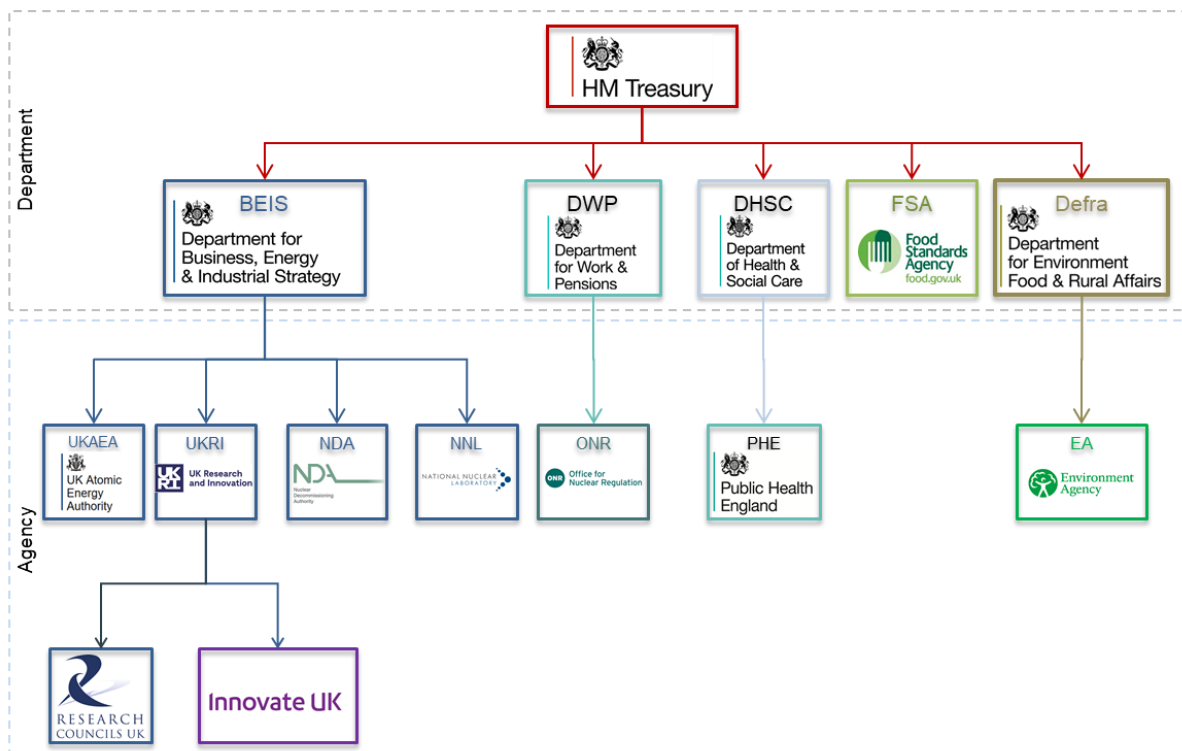 Department
HM Treasury
BEIS
Department for
Business, Energy
& Industrial Strategy
DWP
Department
for Work &
Pensions
DHSC
Department
of Health &
Social Care
FSA
Food
Standards
Agency
food.gov.uk
Defra
Department
for Environment
Food & Rural Affairs
Agency
UKAEA
UK Atomic
Energy
Authority
UKRI
UK
RI
UK Research
and Innovation
NDA
NDA
Nuclear
Decommissioning
Authority
NNL
NATIONAL NUCLEAR
LABORATORY
ONR
ONR
Office for
Nuclear Regulation
PHE
Public Health
England
EA
Environment
Agency
RESEARCH
COUNCILS UK
Innovate UK